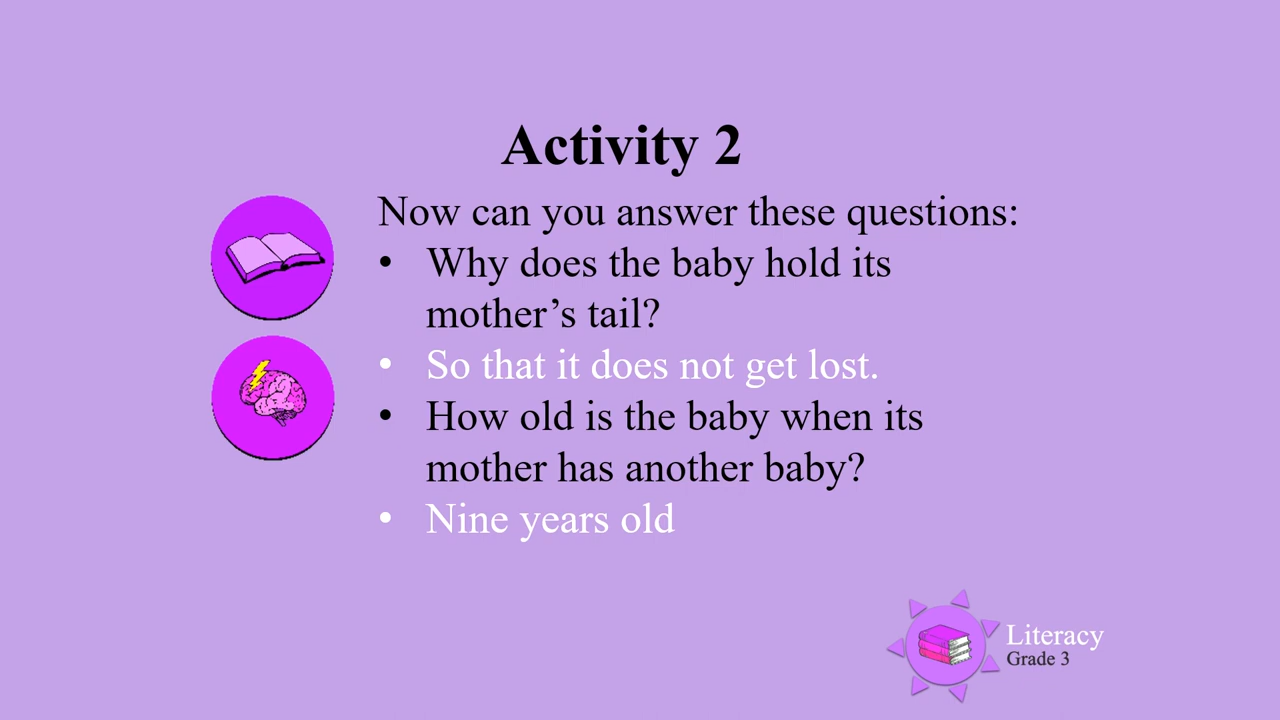 Activity 2
Now can you answer these questions:
• Why does the baby hold its
mother’s tail?
• So that it does not get lost.
• How old is the baby when its
mother has another baby?
• Nine years old
Literacy
Grade 3